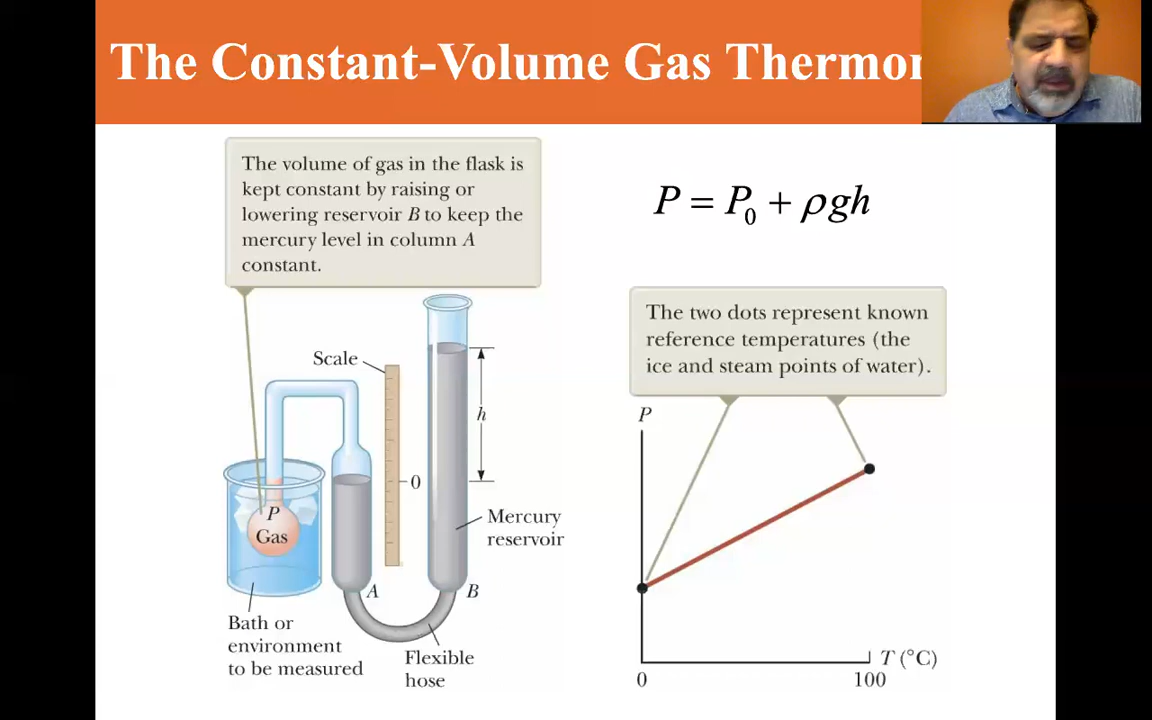 The Constant-Volume Gas
The volume of gas in the flask is
kept constant by raising or
lowering reservoir B to keep the
mercury level in column A
constant.
P = P₀ + ρgh
The two dots represent known
reference temperatures (the
ice and steam points of water).
Scale
h
0
P
Gas
Mercury
reservoir
A
B
Bath or
environment
to be measured
Flexible
hose
P
T (°C)
0
100